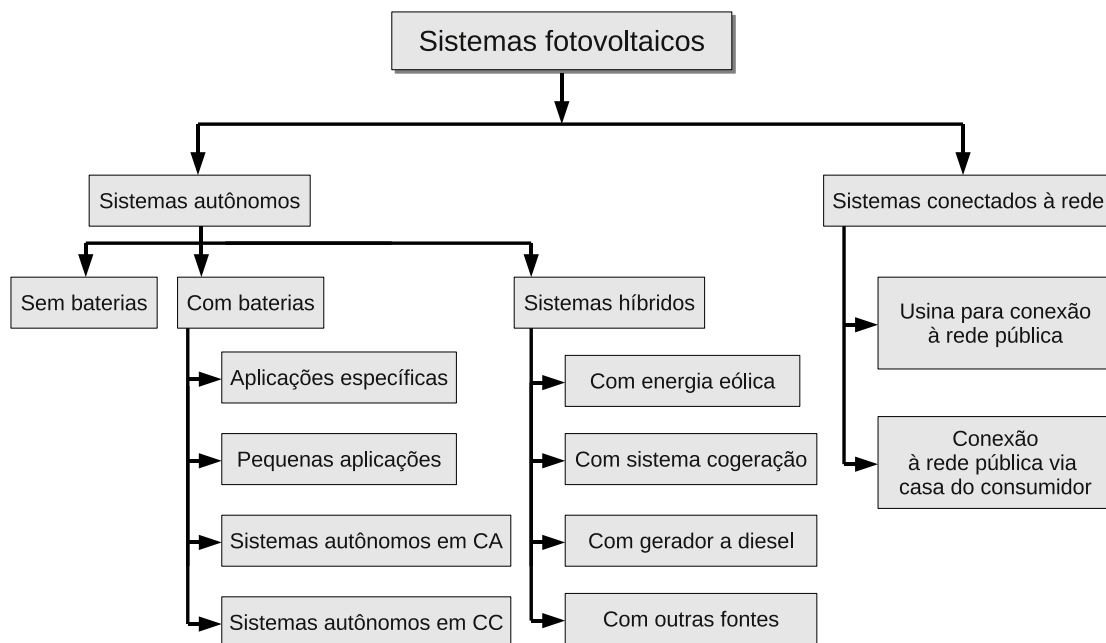 Sistemas fotovoltaicos
Sistemas autônomos
Sistemas conectados à rede
Sem baterias
Com baterias
Sistemas híbridos
Usina para conexão
à rede pública
Aplicações específicas
Com energia eólica
Pequenas aplicações
Com sistema cogeração
Conexão
à rede pública via
casa do consumidor
Sistemas autônomos em CA
Com gerador a diesel
Sistemas autônomos em CC
Com outras fontes